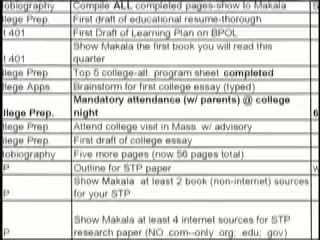 tobiography Compile ALL completed pages-show to Makala
llege Prep First draft of educational resume-thorough
t 401 First Draft of Learning Plan on BPOL
Show Makala the first book you will read this
t 401 quarter
llege Prep Top 5 college-alt. program sheet completed
llege Apps. Brainstorm for first college essay (typed)
Mandatory attendance (w/ parents) @ college
llege Prep. night 6
llege Prep Attend college visit in Mass w/ advisory
llege Prep. First draft of college essay
tobiography Five more pages (now 56 pages total)
P Outline for STP paper
Show Makala at least 2 book (non-internet) sources
P for your STP
Show Makala at least 4 internet sources for STP
P research paper (NO .com--only .org; .edu; .gov)